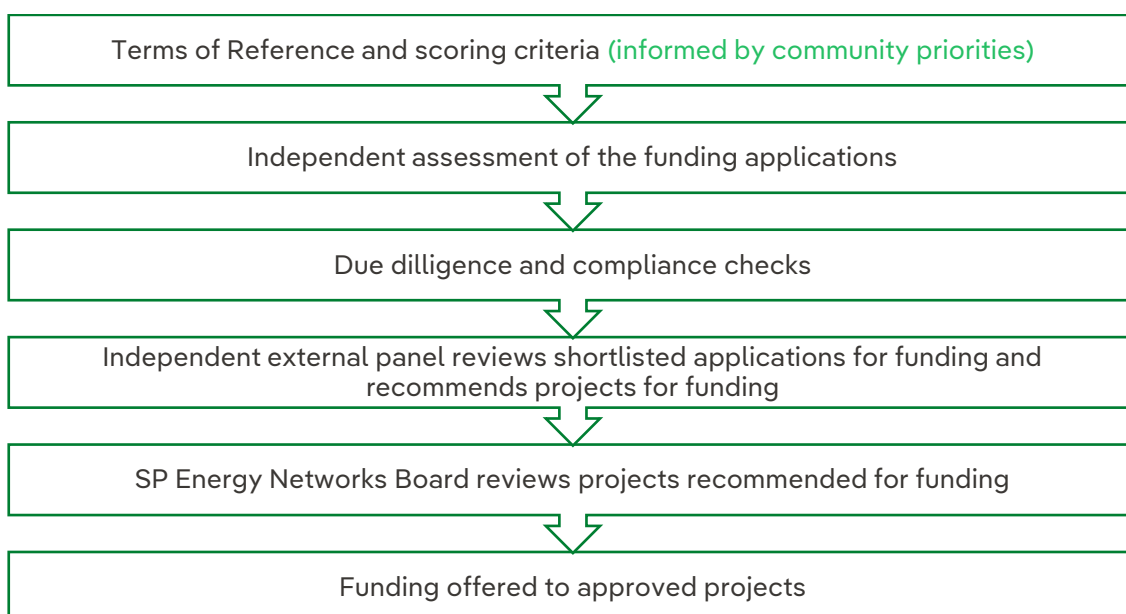 Terms of Reference and scoring criteria (informed by community priorities)
Independent assessment of the funding applications
Due dilligence and compliance checks
Independent external panel reviews shortlisted applications for funding and
recommends projects for funding
SP Energy Networks Board reviews projects recommended for funding
Funding offered to approved projects